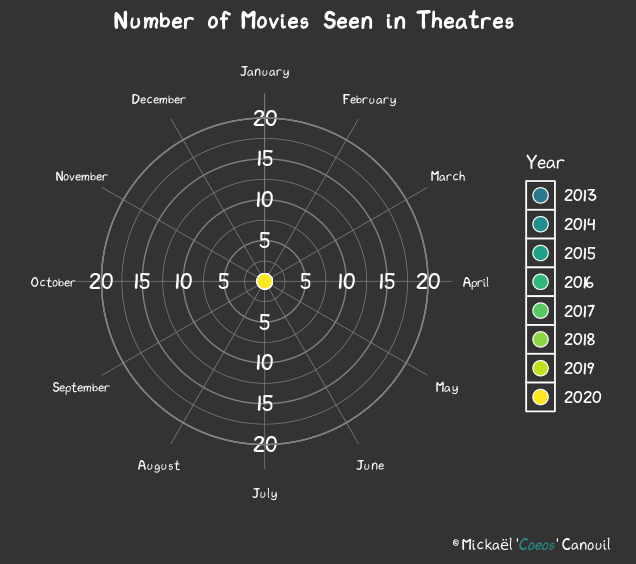 Number of Movies Seen in Theatres
January
December
February
20
15
November
March
10
5
October 20 15 10 5 5 10 15 20 April
5
10
September
May
15
20
August
June
July
Year
2013
2014
2015
2016
2017
2018
2019
2020
© Mickaël 'Coeos' Canouil